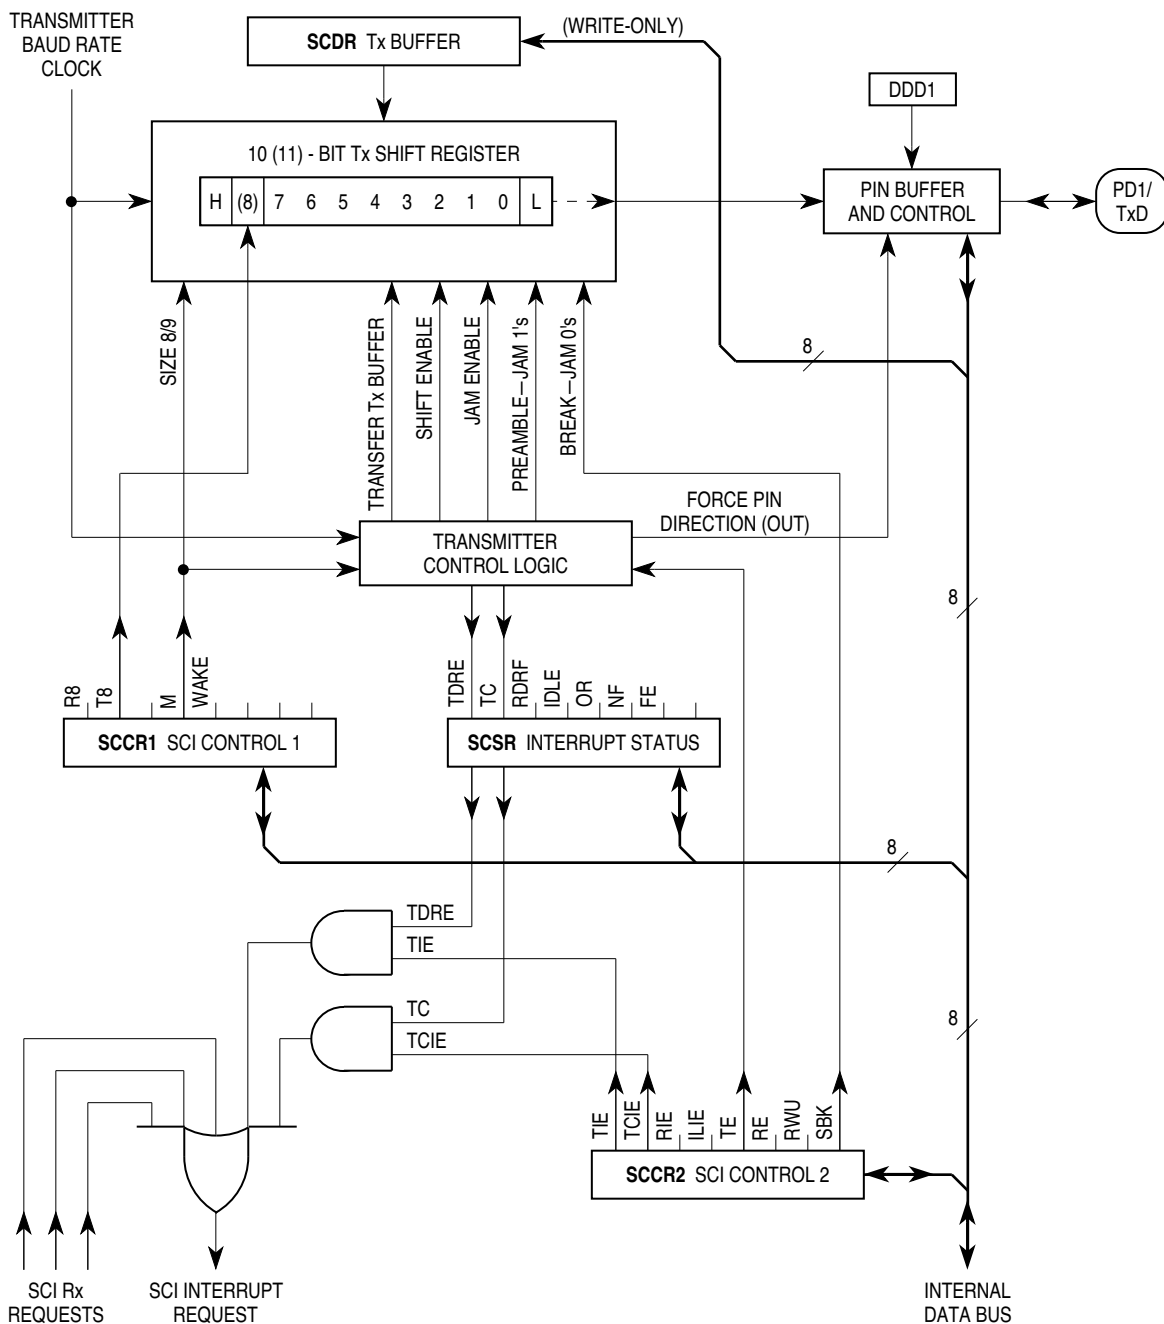 TRANSMITTER
BAUD RATE
CLOCK
SCDR Tx BUFFER
(WRITE-ONLY)
DDD1
10 (11) - BIT Tx SHIFT REGISTER
H (8) 7 6 5 4 3 2 1 0 L
PIN BUFFER
AND CONTROL
PD1/
TxD
SIZE 8/9
TRANSFER Tx BUFFER
SHIFT ENABLE
JAM ENABLE
PREAMBLE—JAM 1's
BREAK—JAM 0's
8
FORCE PIN
DIRECTION (OUT)
TRANSMITTER
CONTROL LOGIC
8
R8
T8
M
WAKE
TDRE
TC
RDRF
IDLE
OR
NF
FE
SCCR1 SCI CONTROL 1
SCSR INTERRUPT STATUS
8
TDRE
TIE
TC
TCIE
8
TIE
TCIE
RIE
ILIE
TE
RE
RWU
SBK
SCCR2 SCI CONTROL 2
SCI Rx
REQUESTS
SCI INTERRUPT
REQUEST
INTERNAL
DATA BUS